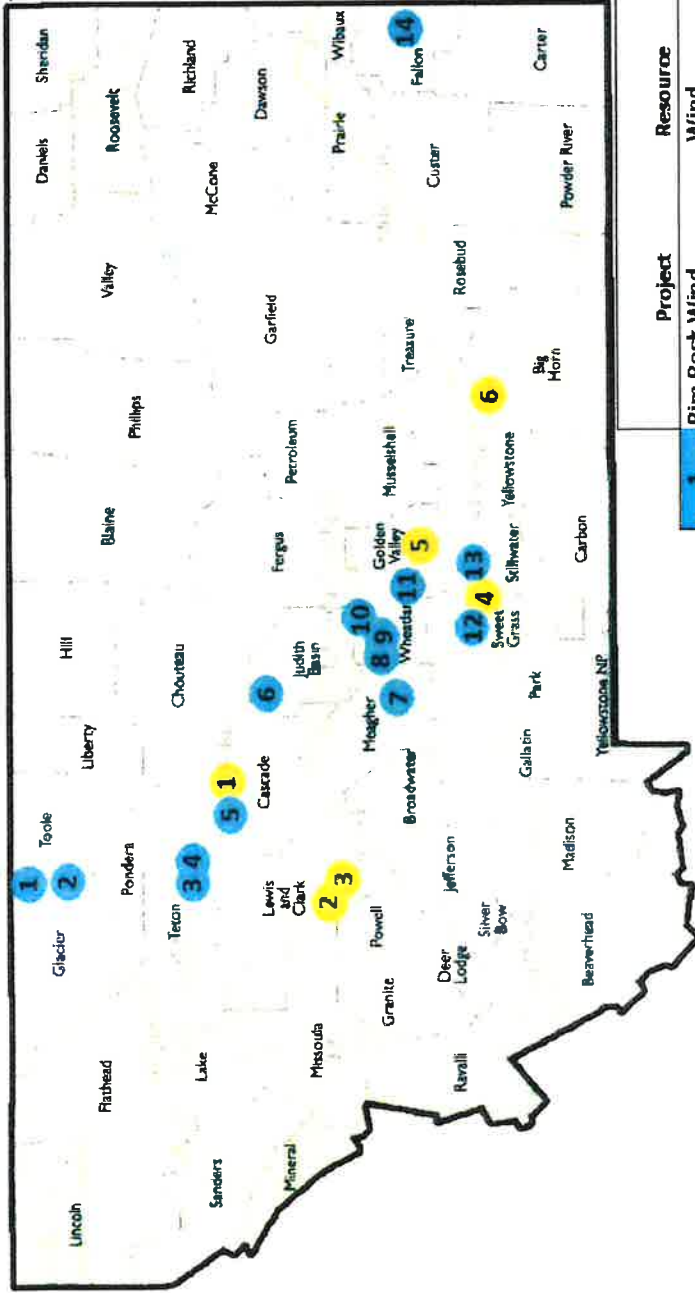 Lincoln
Flathead
Glacier
1
Toole
2
Liberty
Hill
Blaine
Phillips
Valley
Daniels
Sheridan
Roosevelt
Sanders
Lake
Pondera
Teton
3
4
Chouteau
Richland
McCone
Mineral
Missoula
Lewis
and
Clark
5
1
Cascade
6
Judith
Basin
Fergus
Petroleum
Garfield
Dawson
Prairie
Wibaux
2
3
Powell
Granite
Meagher
7
8
9
10
Wheatland
11
Golden
Valley
5
Musselshell
Treasure
Rosebud
Custer
Fallon
14
Ravalli
Deer
Lodge
Silver
Bow
Jefferson
Broadwater
Gallatin
Park
12
4
13
Sweet
Grass
Stillwater
Yellowstone
6
Big
Horn
Powder River
Carter
Beaverhead
Madison
Yellowstone NP
Carbon
Project Resource
1 Rim Rock Wind Wind